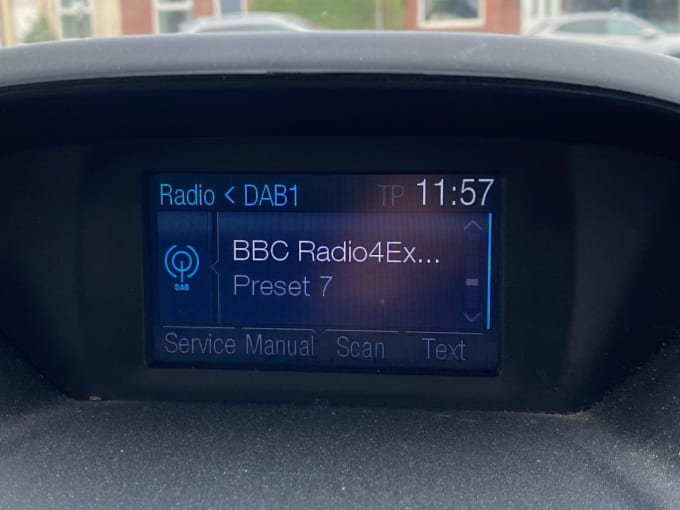 Radio < DAB1 TP 11:57
DAB
BBC Radio4Ex...
Preset 7
Service Manual Scan Text